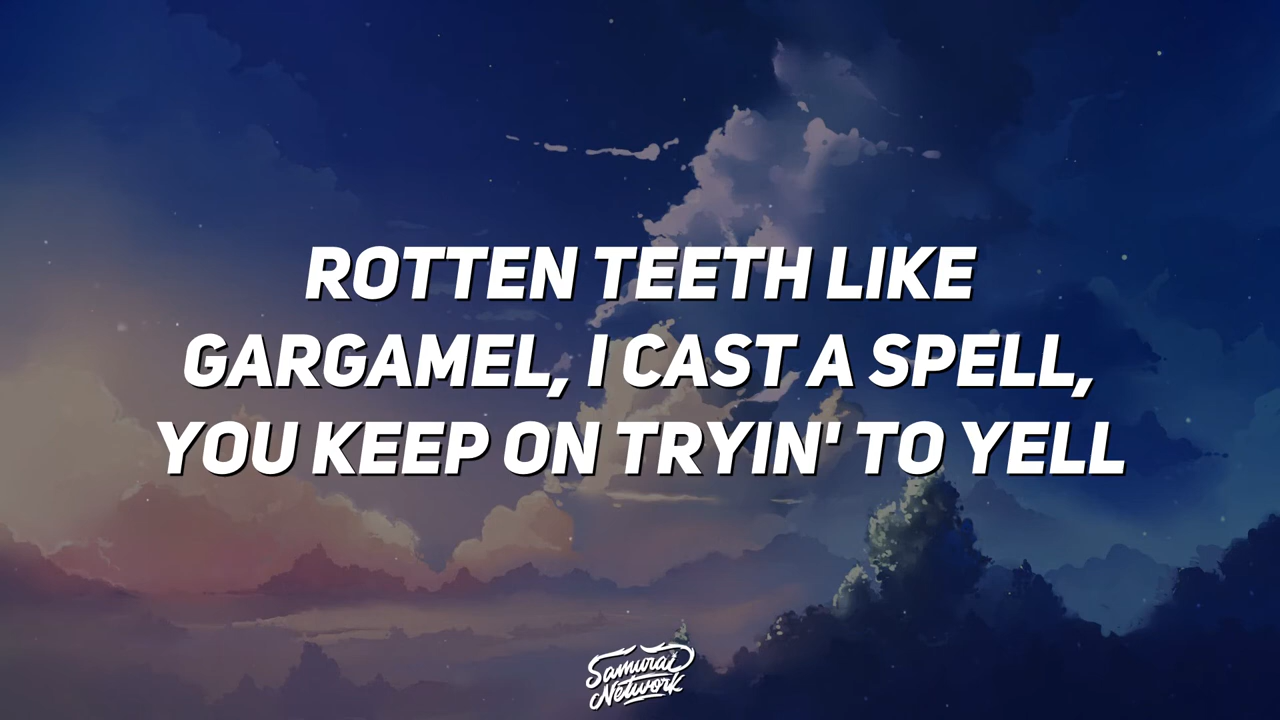 ROTTEN TEETH LIKE
GARGAMEL, I CAST A SPELL,
YOU KEEP ON TRYIN' TO YELL
Samurai
Network